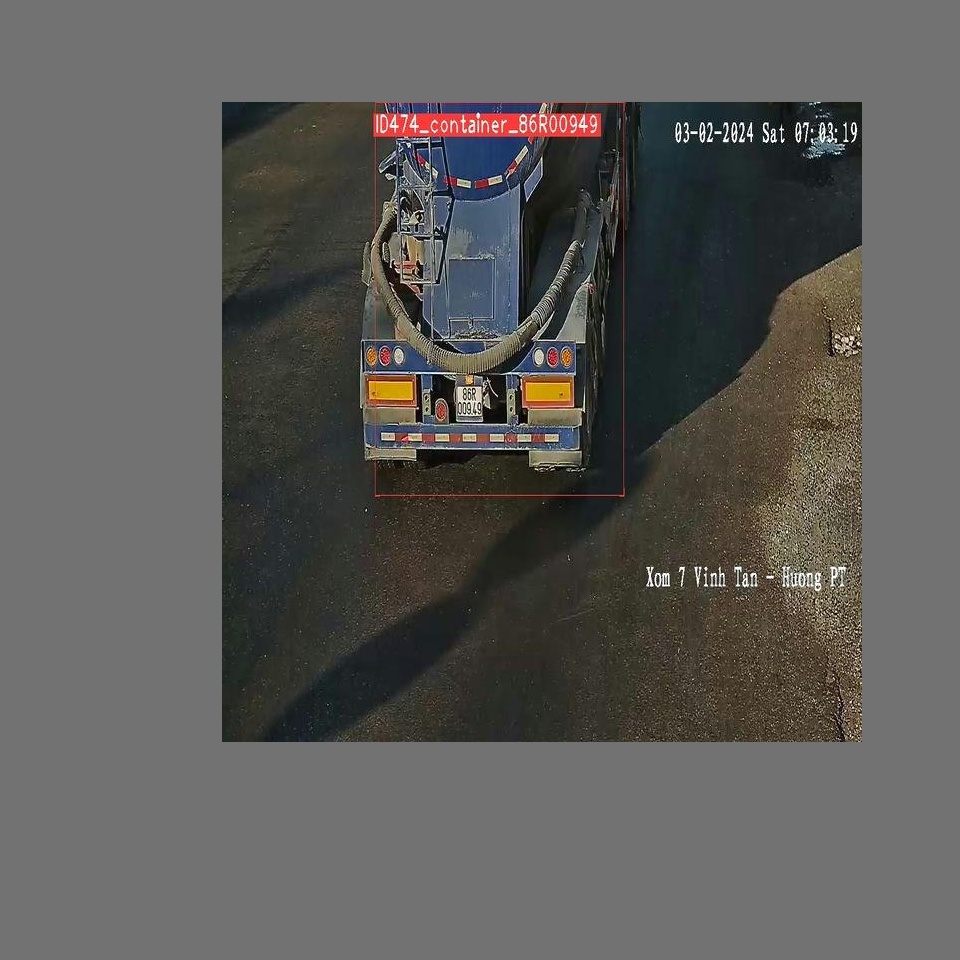 ID474_container_86R00949
03-02-2024 Sat 07:03:19
86R
009.49
Xom 7 Vinh Tan - Huong PT